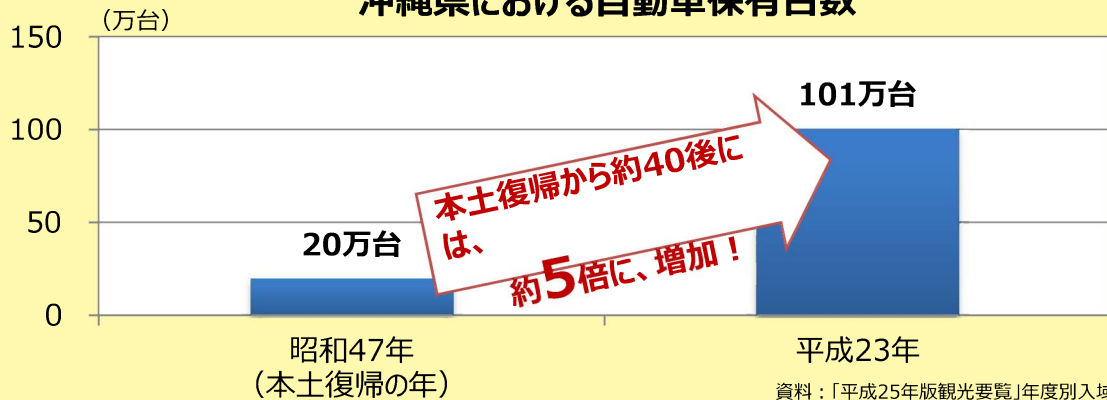 沖縄県における自動車保有台数
（万台）
150
100
50
0
101万台
20万台
本土復帰から約40後に
は、
約5倍に、増加！
昭和47年
（本土復帰の年）
平成23年
資料：「平成25年版観光要覧」年度別入域